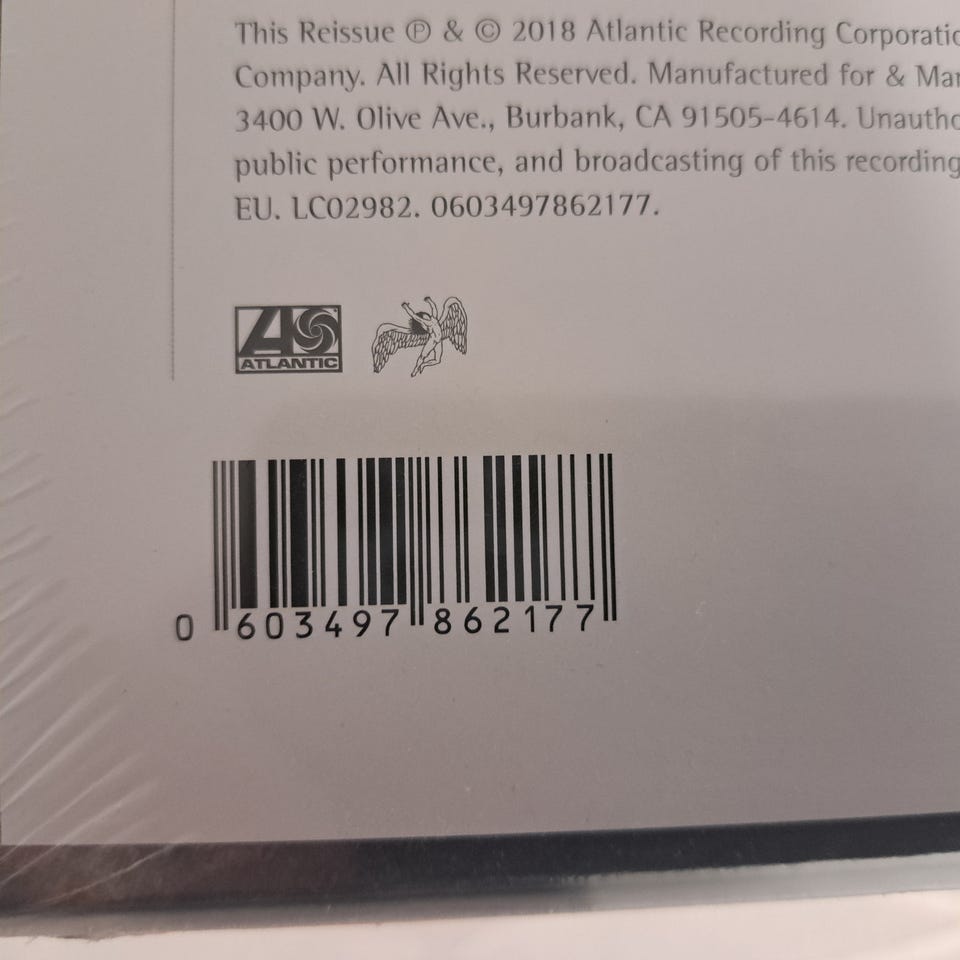 This Reissue ℗ & © 2018 Atlantic Recording
Company. All Rights Reserved. Manufactured for &
3400 W. Olive Ave., Burbank, CA 91505-4614.
public performance, and broadcasting of this recording
EU. LC02982. 0603497862177.
ATLANTIC
0 603497 862177